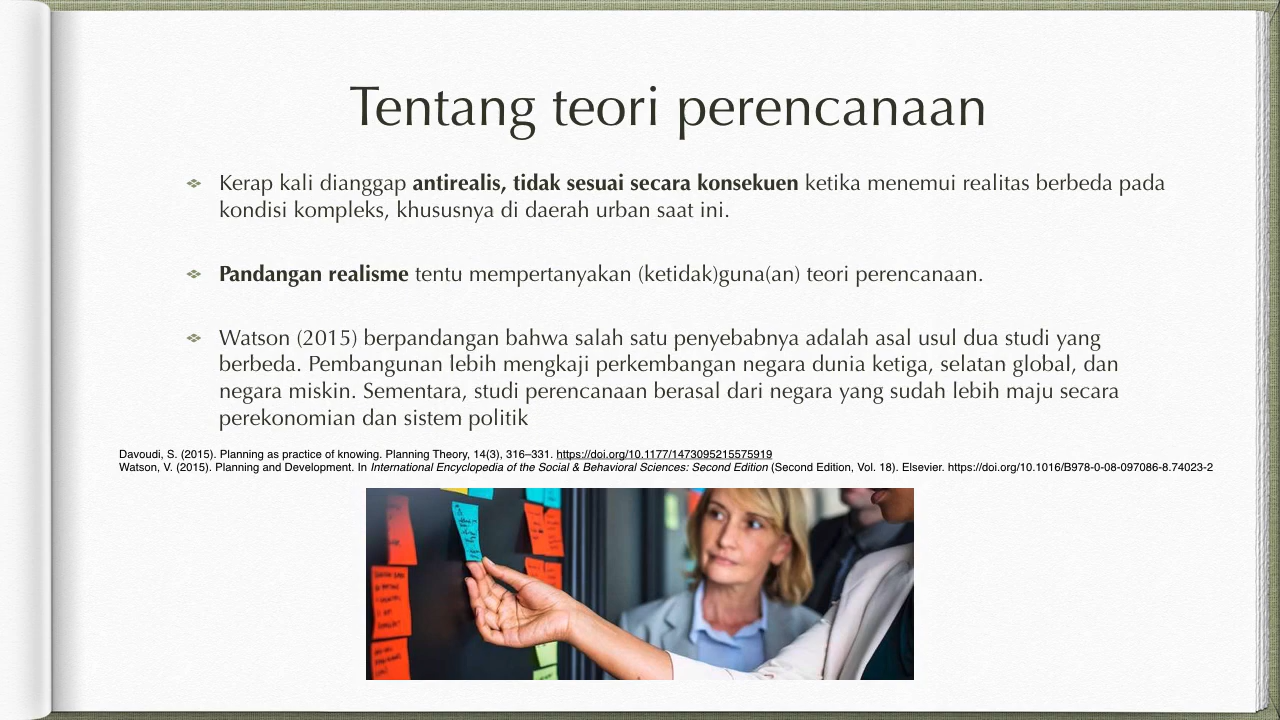 Tentang teori perencanaan
Kerap kali dianggap antirealis, tidak sesuai secara konsekuen ketika menemui realitas berbeda pada
kondisi kompleks, khususnya di daerah urban saat ini.
Pandangan realisme tentu mempertanyakan (ketidak)guna(an) teori perencanaan.
Watson (2015) berpandangan bahwa salah satu penyebabnya adalah asal usul dua studi yang
berbeda. Pembangunan lebih mengkaji perkembangan negara dunia ketiga, selatan global, dan
negara miskin. Sementara, studi perencanaan berasal dari negara yang sudah lebih maju secara
perekonomian dan sistem politik
Davoudi, S. (2015). Planning as practice of knowing. Planning Theory, 14(3), 316–331. https://doi.org/10.1177/1473095215575919
Watson, V. (2015). Planning and Development. In International Encyclopedia of the Social & Behavioral Sciences: Second Edition (Second Edition, Vol. 18). Elsevier. https://doi.org/10.1016/B978-0-08-097086-8.74023-2